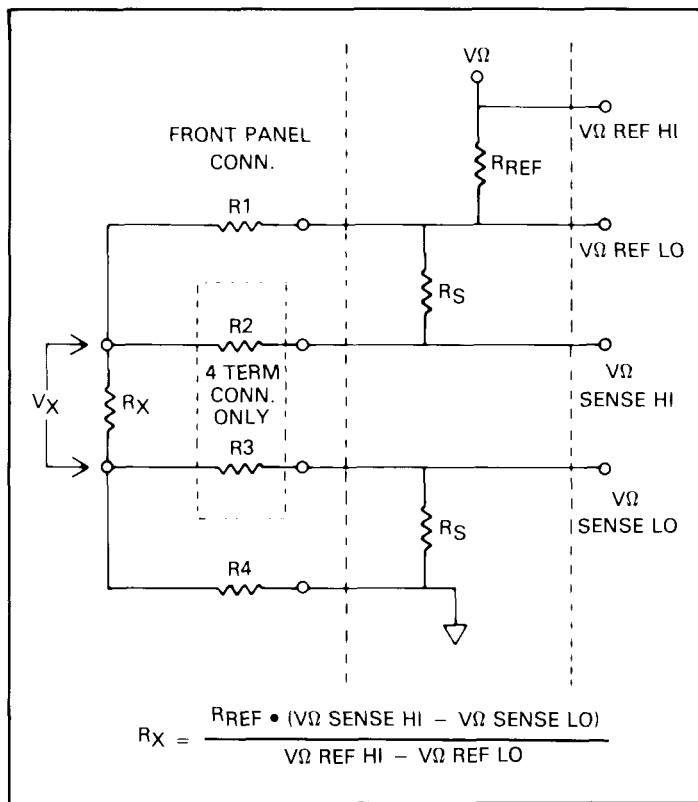 VΩ
VΩ REF HI
FRONT PANEL
CONN.
RREF
R1
VΩ REF LO
RS
R2
4 TERM
CONN.
ONLY
VΩ
SENSE HI
VX
RX
R3
VΩ
SENSE LO
RS
R4
RX = RREF • (VΩ SENSE HI − VΩ SENSE LO)
VΩ REF HI − VΩ REF LO